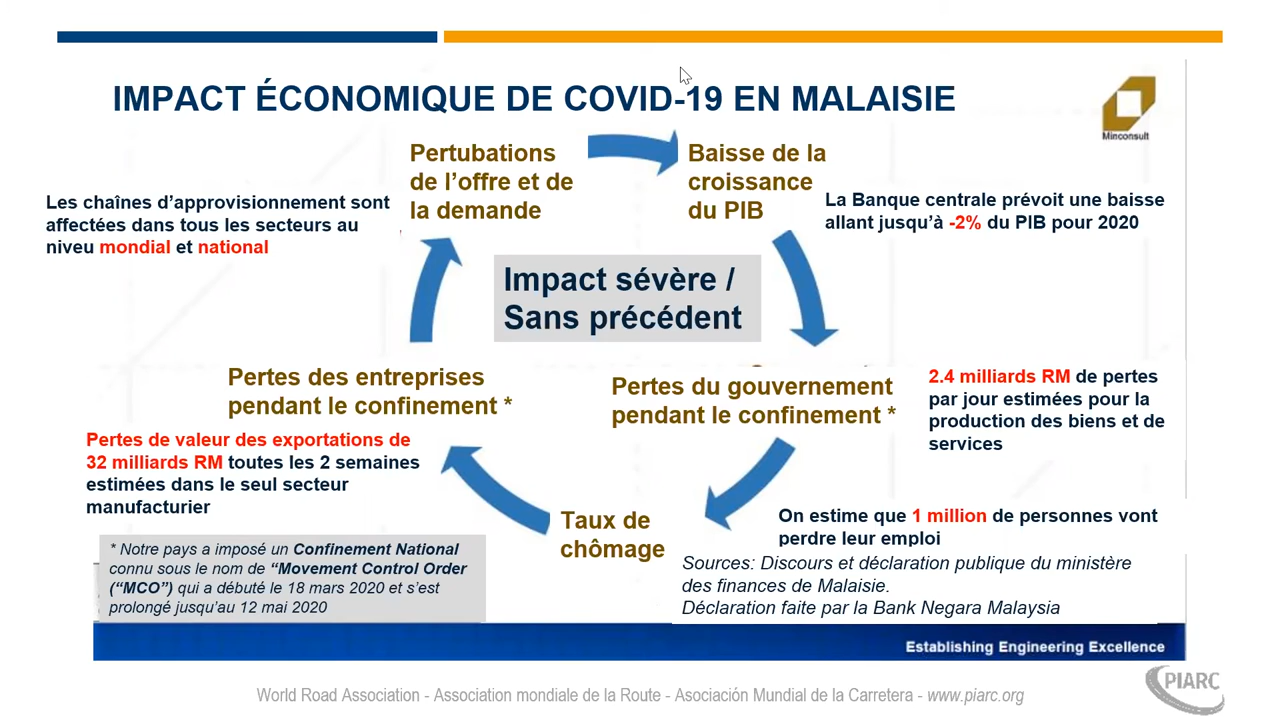 IMPACT ÉCONOMIQUE DE COVID-19 EN MALAISIE
Minconsult
Pertubations
de l’offre et de
la demande
Baisse de la
croissance
du PIB
Les chaînes d’approvisionnement sont
affectées dans tous les secteurs au
niveu mondial et national
La Banque centrale prévoit une baisse
allant jusqu’à -2% du PIB pour 2020
Impact sévère /
Sans précédent
Pertes des entreprises
pendant le confinement *
Pertes du gouvernement
pendant le confinement *
2.4 milliards RM de pertes
par jour estimées pour la
production des biens et de
services
Pertes de valeur des exportations de
32 milliards RM toutes les 2 semaines
estimées dans le seul secteur
manufacturier
Taux de
chômage
On estime que 1 million de personnes vont
perdre leur emploi
* Notre pays a imposé un Confinement National
connu sous le nom de “Movement Control Order
(“MCO”) qui a débuté le 18 mars 2020 et s’est
prolongé jusqu’au 12 mai 2020
Sources: Discours et déclaration publique du ministère
des finances de Malaisie.
Déclaration faite par la Bank Negara Malaysia
Establishing Engineering Excellence
World Road Association - Association mondiale de la Route - Asociación Mundial de la Carretera - www.piarc.org
PIARC